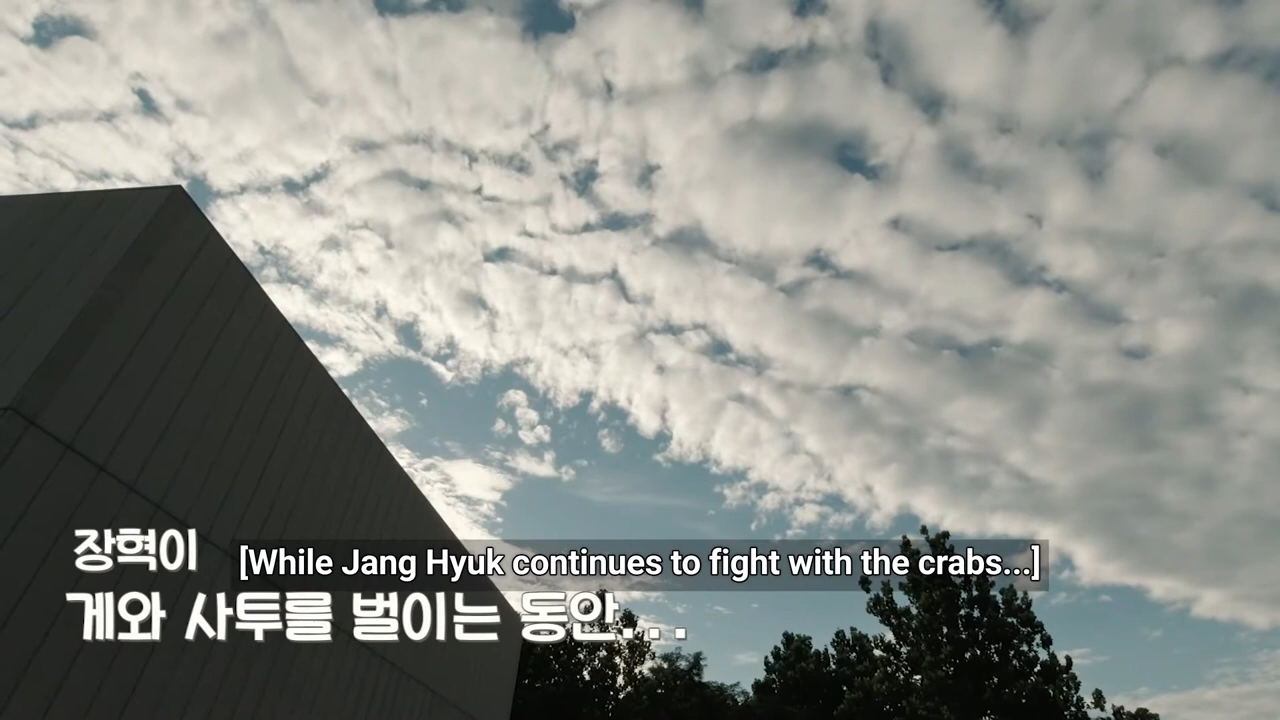 장혁이
[While Jang Hyuk continues to fight with the crabs...]
게와 사투를 벌이는 동안...